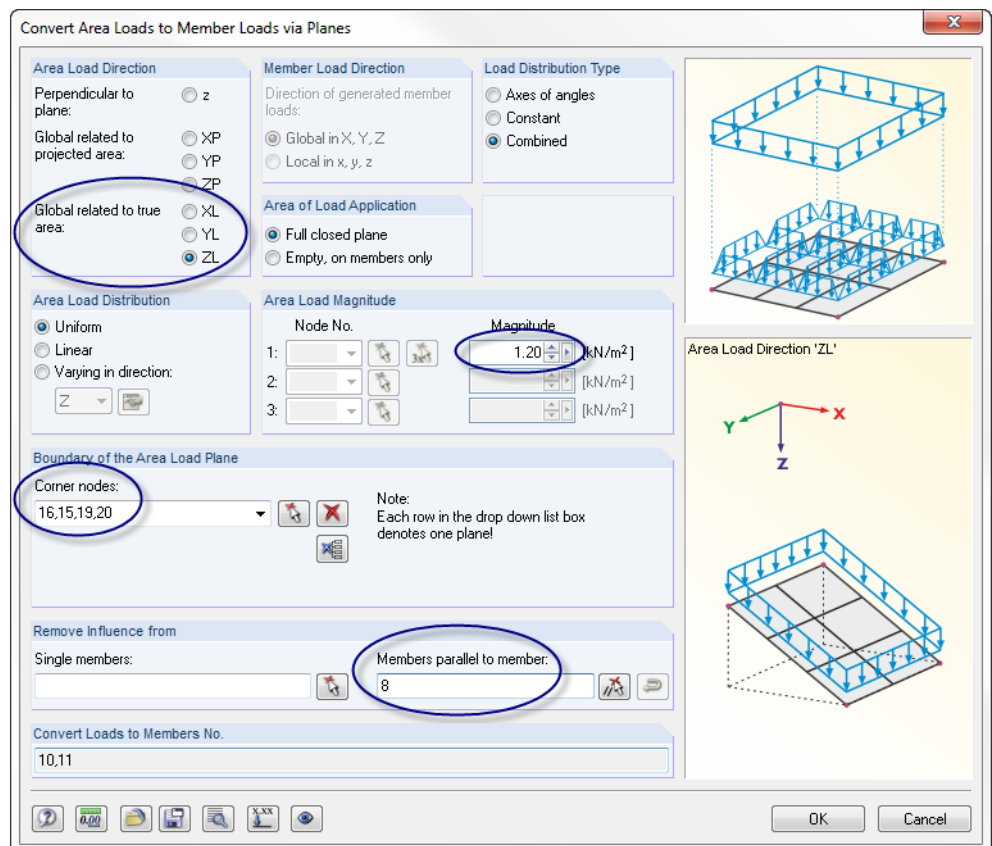 Convert Area Loads to Member Loads via Planes
Area Load Direction
Perpendicular to
plane:
z
Global related to
projected area:
XP
YP
ZP
Global related to true
area:
XL
YL
ZL
Member Load Direction
Direction of generated member
loads:
Global in X, Y, Z
Local in x, y, z
Load Distribution Type
Axes of angles
Constant
Combined
Area of Load Application
Full closed plane
Empty, on members only
Area Load Distribution
Uniform
Linear
Varying in direction:
Z
Area Load Magnitude
Node No.
Magnitude
1:
3x
1.20
[kN/m²]
2:
[kN/m²]
3:
[kN/m²]
Area Load Direction 'ZL'
X
Y
Z
Boundary of the Area Load Plane
Corner nodes:
16,15,19,20
Note:
Each row in the drop down list box
denotes one plane!
Remove Influence from
Single members:
Members parallel to member:
8
Convert Loads to Members No.
10,11
0.00
x.xx
OK
Cancel